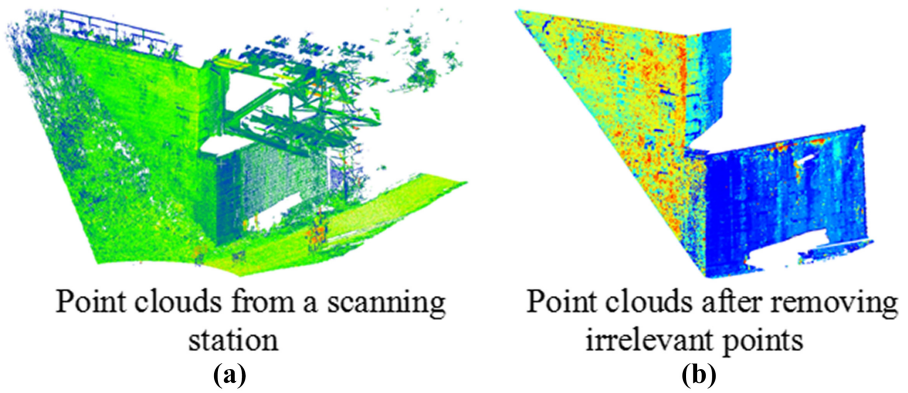 Point clouds from a scanning
station
(a)
Point clouds after removing
irrelevant points
(b)